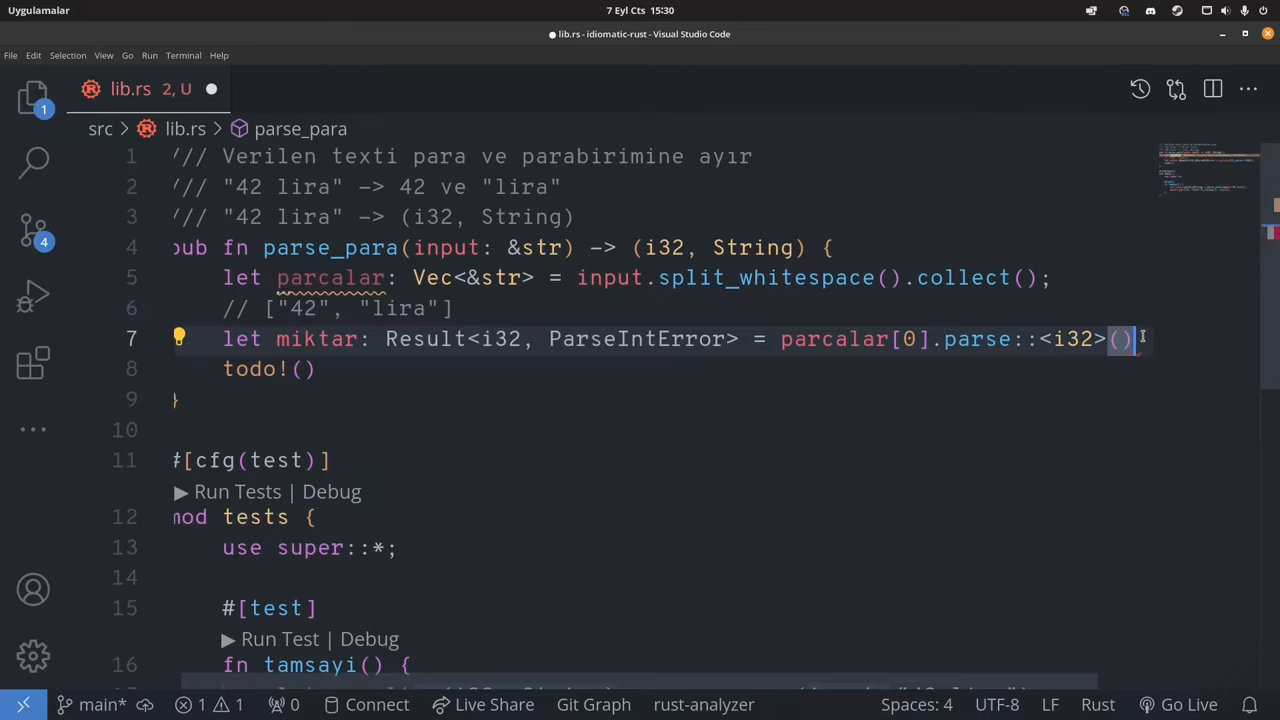 Uygulamalar
7 Eyl Cts 15:30
lib.rs - idiomatic-rust - Visual Studio Code
File Edit Selection View Go Run Terminal Help
lib.rs 2, U
src > lib.rs > parse_para
1 /// Verilen texti para ve parabirimine ayır
2 /// "42 lira" -> 42 ve "lira"
3 /// "42 lira" -> (i32, String)
4 pub fn parse_para(input: &str) -> (i32, String) {
5 let parcalar: Vec<&str> = input.split_whitespace().collect();
6 // ["42", "lira"]
7 let miktar: Result<i32, ParseIntError> = parcalar[0].parse::<i32>()
8 todo!()
9 }
10
11 #[cfg(test)]
▶ Run Tests | Debug
12 mod tests {
13 use super::*;
14
15 #[test]
▶ Run Test | Debug
16 fn tamsayi() {
1
4
main* 1 1 0 Connect Live Share Git Graph rust-analyzer Spaces: 4 UTF-8 LF Rust Go Live